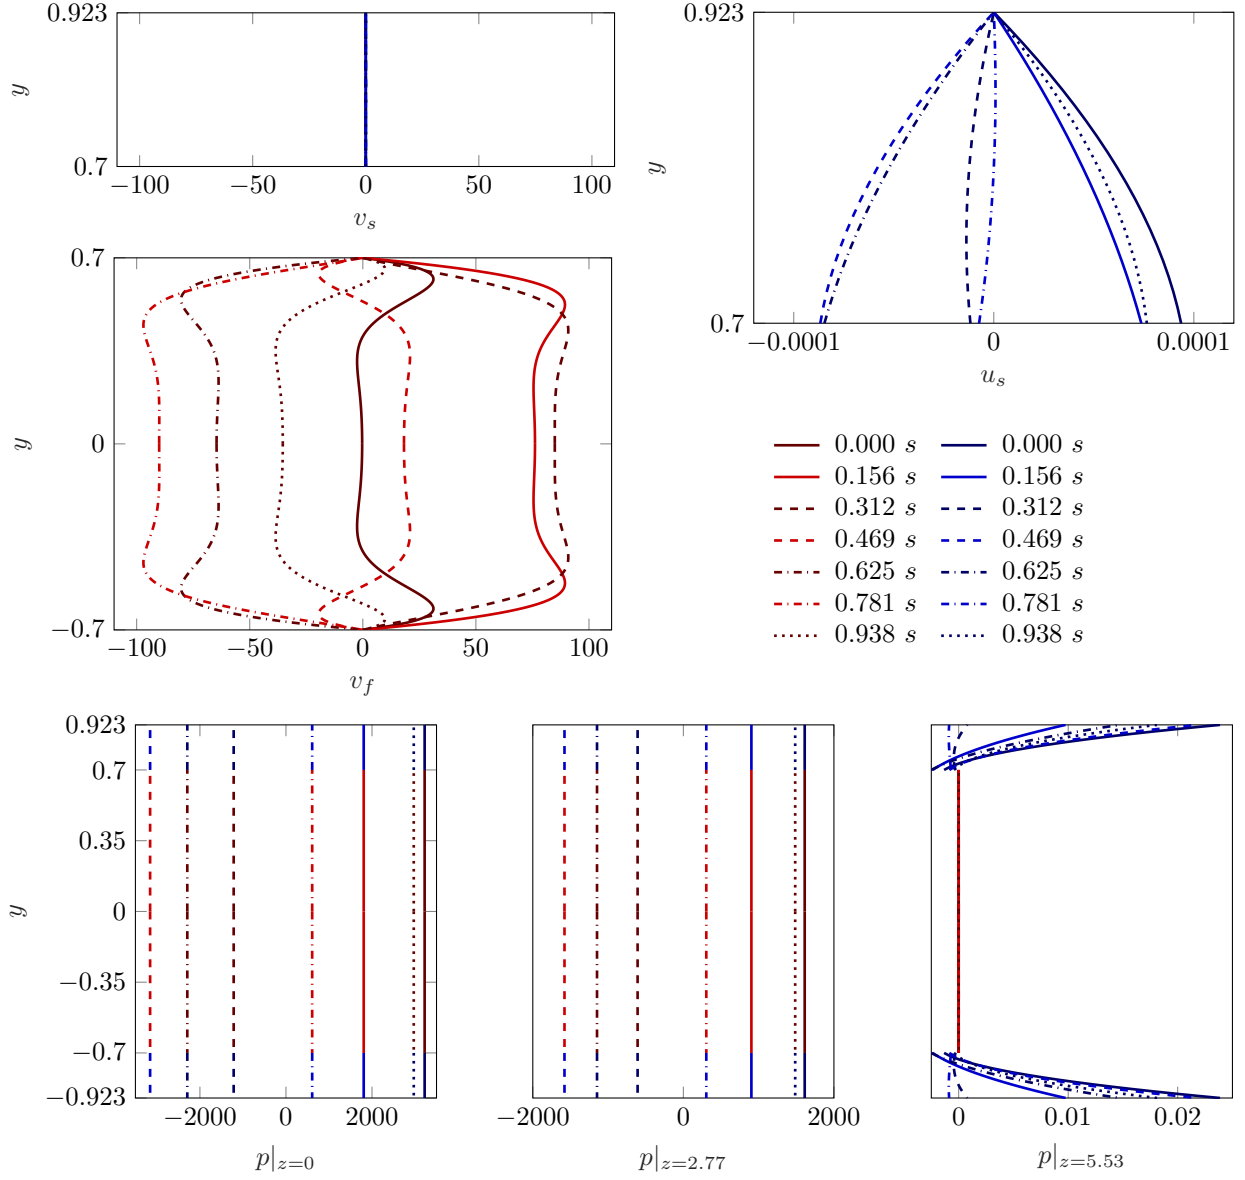 0.923
y
0.7
−100 −50 0 50 100
v_s
0.923
y
0.7
−0.0001 0 0.0001
u_s
0.7
y
0
−0.7
−100 −50 0 50 100
v_f
0.000 s 0.000 s
0.156 s 0.156 s
0.312 s 0.312 s
0.469 s 0.469 s
0.625 s 0.625 s
0.781 s 0.781 s
0.938 s 0.938 s
0.923
0.7
0.35
y
0
−0.35
−0.7
−0.923
−2000 0 2000
p|z=0
−2000 0 2000
p|z=2.77
0 0.01 0.02
p|z=5.53